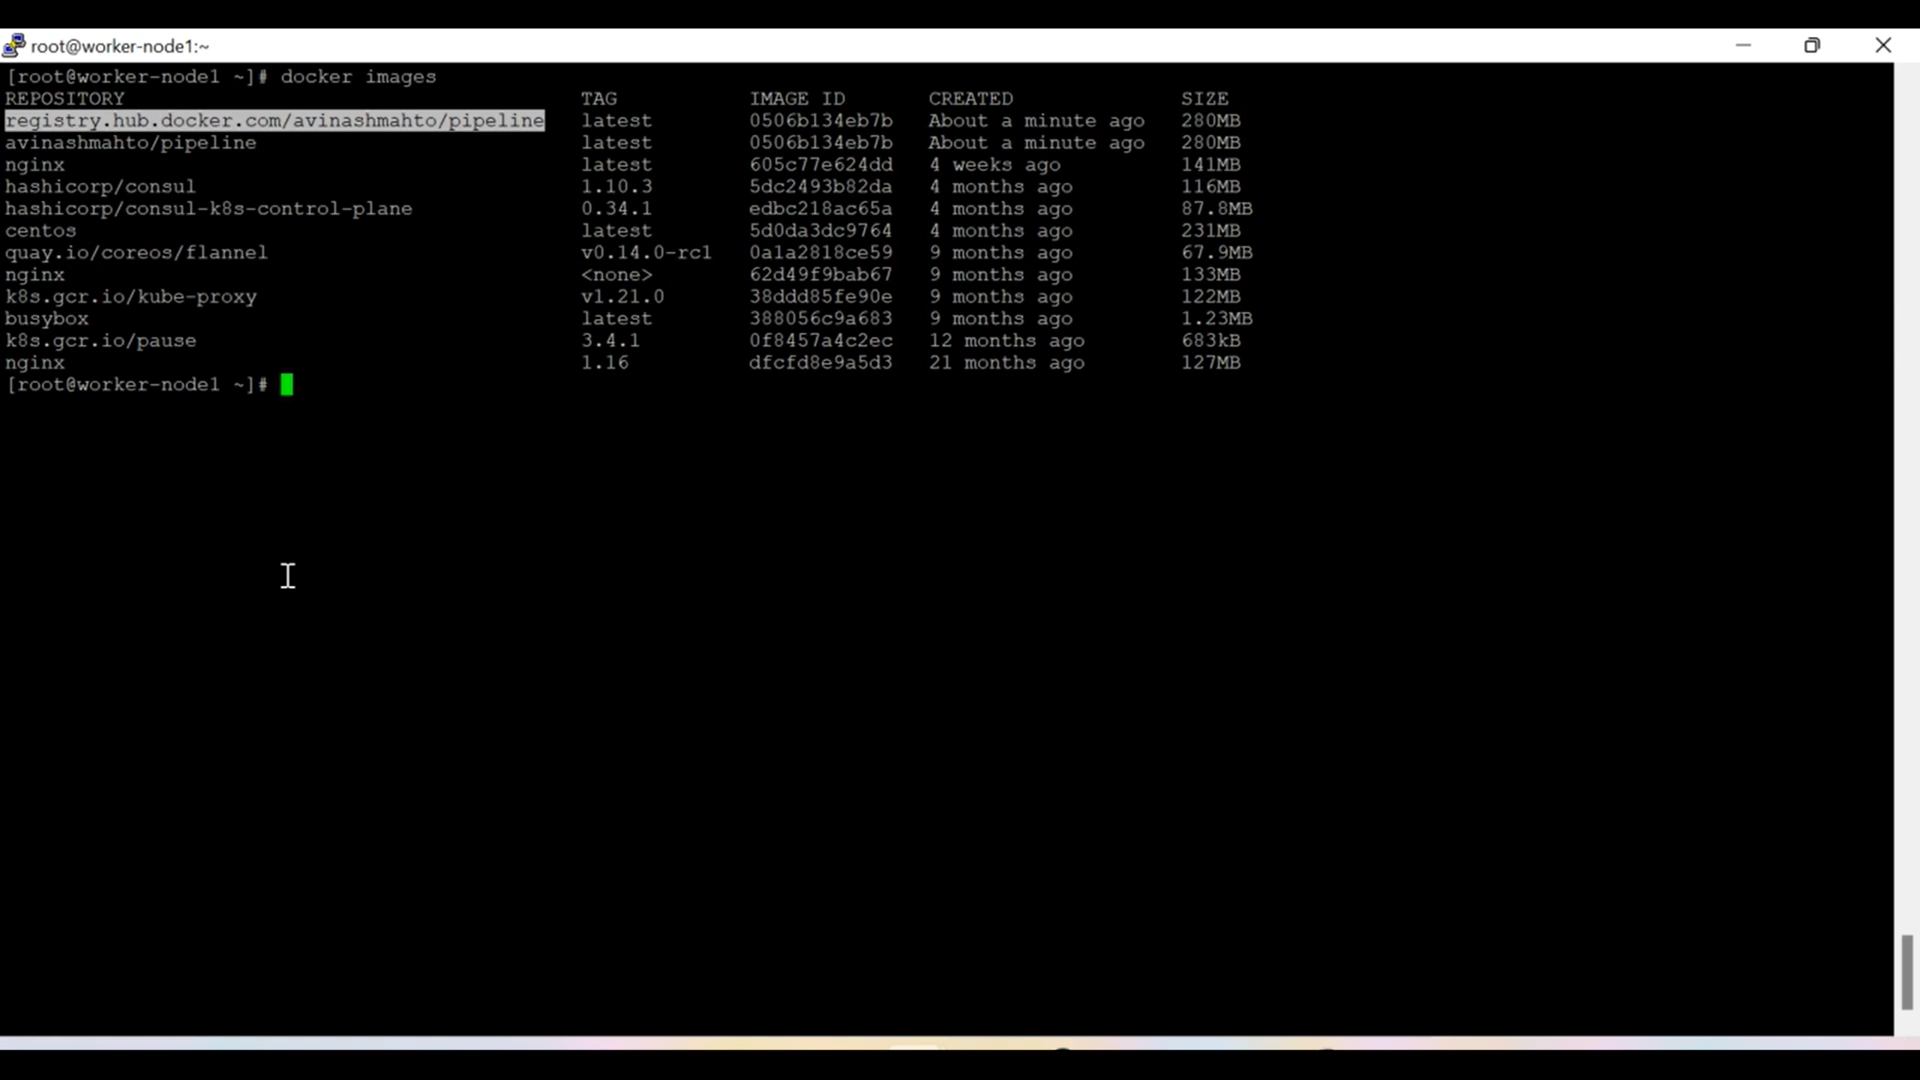 root@worker-node1:~
[root@worker-node1 ~]# docker images
REPOSITORY TAG IMAGE ID CREATED SIZE
registry.hub.docker.com/avinashmahto/pipeline latest 0506b134eb7b About a minute ago 280MB
avinashmahto/pipeline latest 0506b134eb7b About a minute ago 280MB
nginx latest 605c77e624dd 4 weeks ago 141MB
hashicorp/consul 1.10.3 5dc2493b82da 4 months ago 116MB
hashicorp/consul-k8s-control-plane 0.34.1 edbc218ac65a 4 months ago 87.8MB
centos latest 5d0da3dc9764 4 months ago 231MB
quay.io/coreos/flannel v0.14.0-rc1 0a1a2818ce59 9 months ago 67.9MB
nginx <none> 62d49f9bab67 9 months ago 133MB
k8s.gcr.io/kube-proxy v1.21.0 38ddd85fe90e 9 months ago 122MB
busybox latest 388056c9a683 9 months ago 1.23MB
k8s.gcr.io/pause 3.4.1 0f8457a4c2ec 12 months ago 683kB
nginx 1.16 dfcfd8e9a5d3 21 months ago 127MB
[root@worker-node1 ~]#